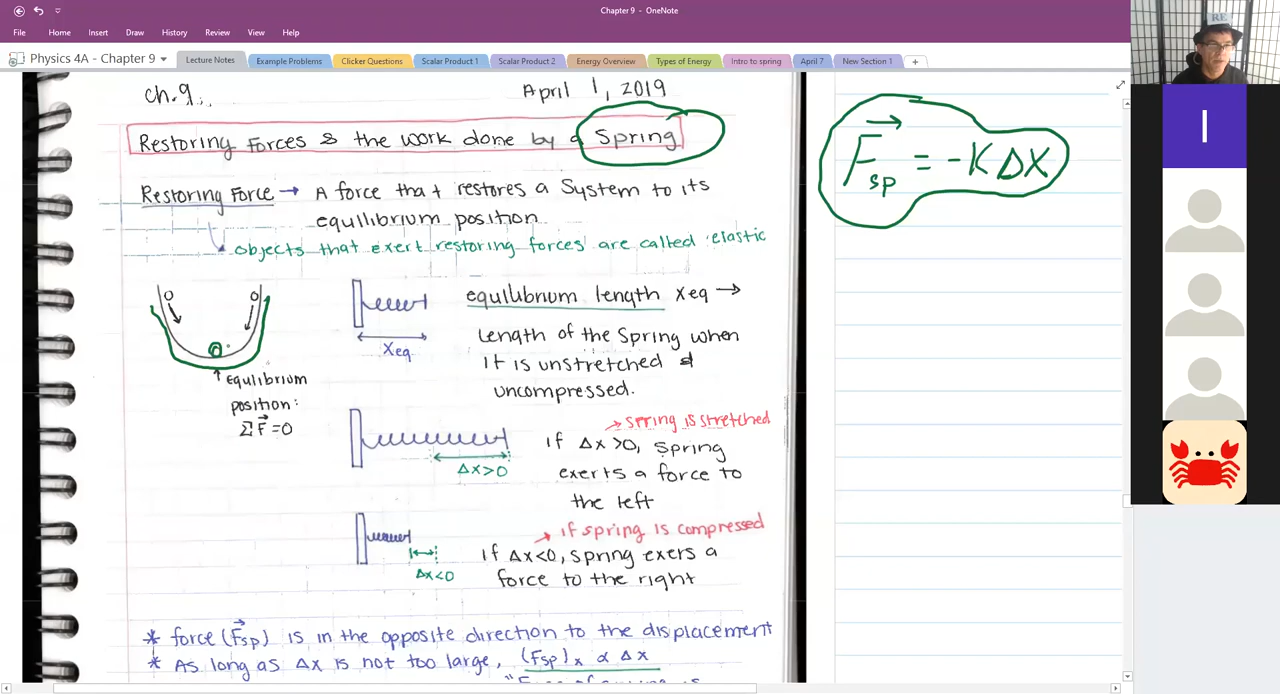 Chapter 9 - OneNote
File Home Insert Draw History Review View Help
Physics 4A - Chapter 9
Lecture Notes Example Problems Clicker Questions Scalar Product 1 Scalar Product 2 Energy Overview Types of Energy Intro to spring April 7 New Section 1 +
RE
I
ch.9
April 1, 2019
Restoring Forces & the work done by a Spring
Restoring Force → A force that restores a System to its
equilibrium position
objects that exert restoring forces are called elastic
equilibrium length Xeq →
Length of the Spring when
it is unstretched &
uncompressed.
Xeq
↑ Equilibrium
position:
Σ F⃗ = 0
→ spring is stretched
if Δx >0, spring
exerts a force to
the left
Δx>0
→ if spring is compressed
if Δx<0, spring exers a
force to the right
Δx<0
* force (F⃗sp) is in the opposite direction to the displacement
* As long as Δx is not too large, (Fsp)x α Δx
F⃗sp = -KΔX